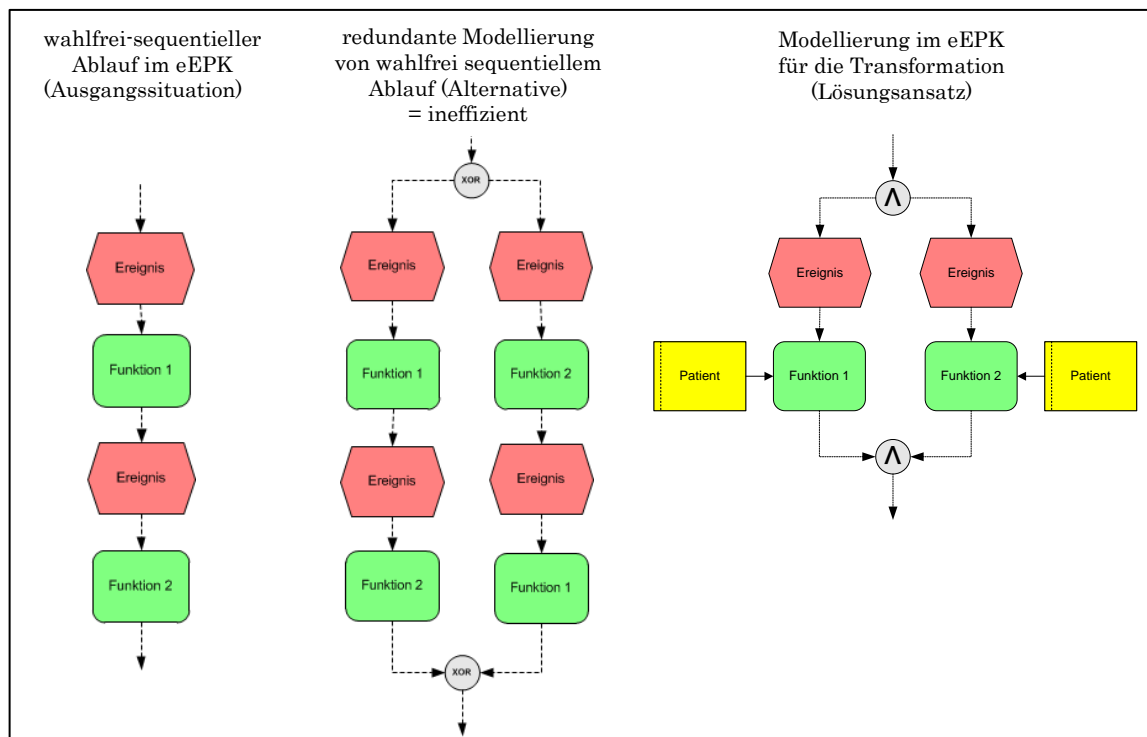 wahlfrei-sequentieller
Ablauf im eEPK
(Ausgangssituation)
redundante Modellierung
von wahlfrei sequentiellem
Ablauf (Alternative)
= ineffizient
Modellierung im eEPK
für die Transformation
(Lösungsansatz)
Ereignis
Funktion 1
Ereignis
Funktion 2
XOR
Ereignis
Ereignis
Funktion 1
Funktion 2
Ereignis
Ereignis
Funktion 2
Funktion 1
XOR
Λ
Ereignis
Ereignis
Patient
Funktion 1
Funktion 2
Patient
Λ